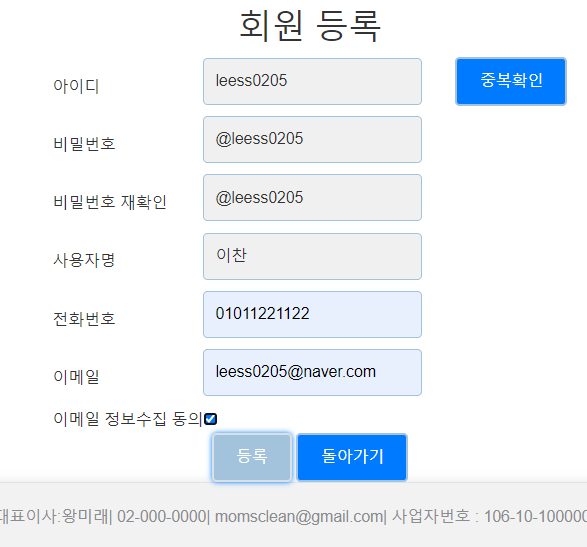 회원 등록
아이디 leess0205 중복확인
비밀번호 @leess0205
비밀번호 재확인 @leess0205
사용자명 이찬
전화번호 01011221122
이메일 leess0205@naver.com
이메일 정보수집 동의
등록 돌아가기
대표이사:왕미래| 02-000-0000| momsclean@gmail.com| 사업자번호 : 106-10-100000